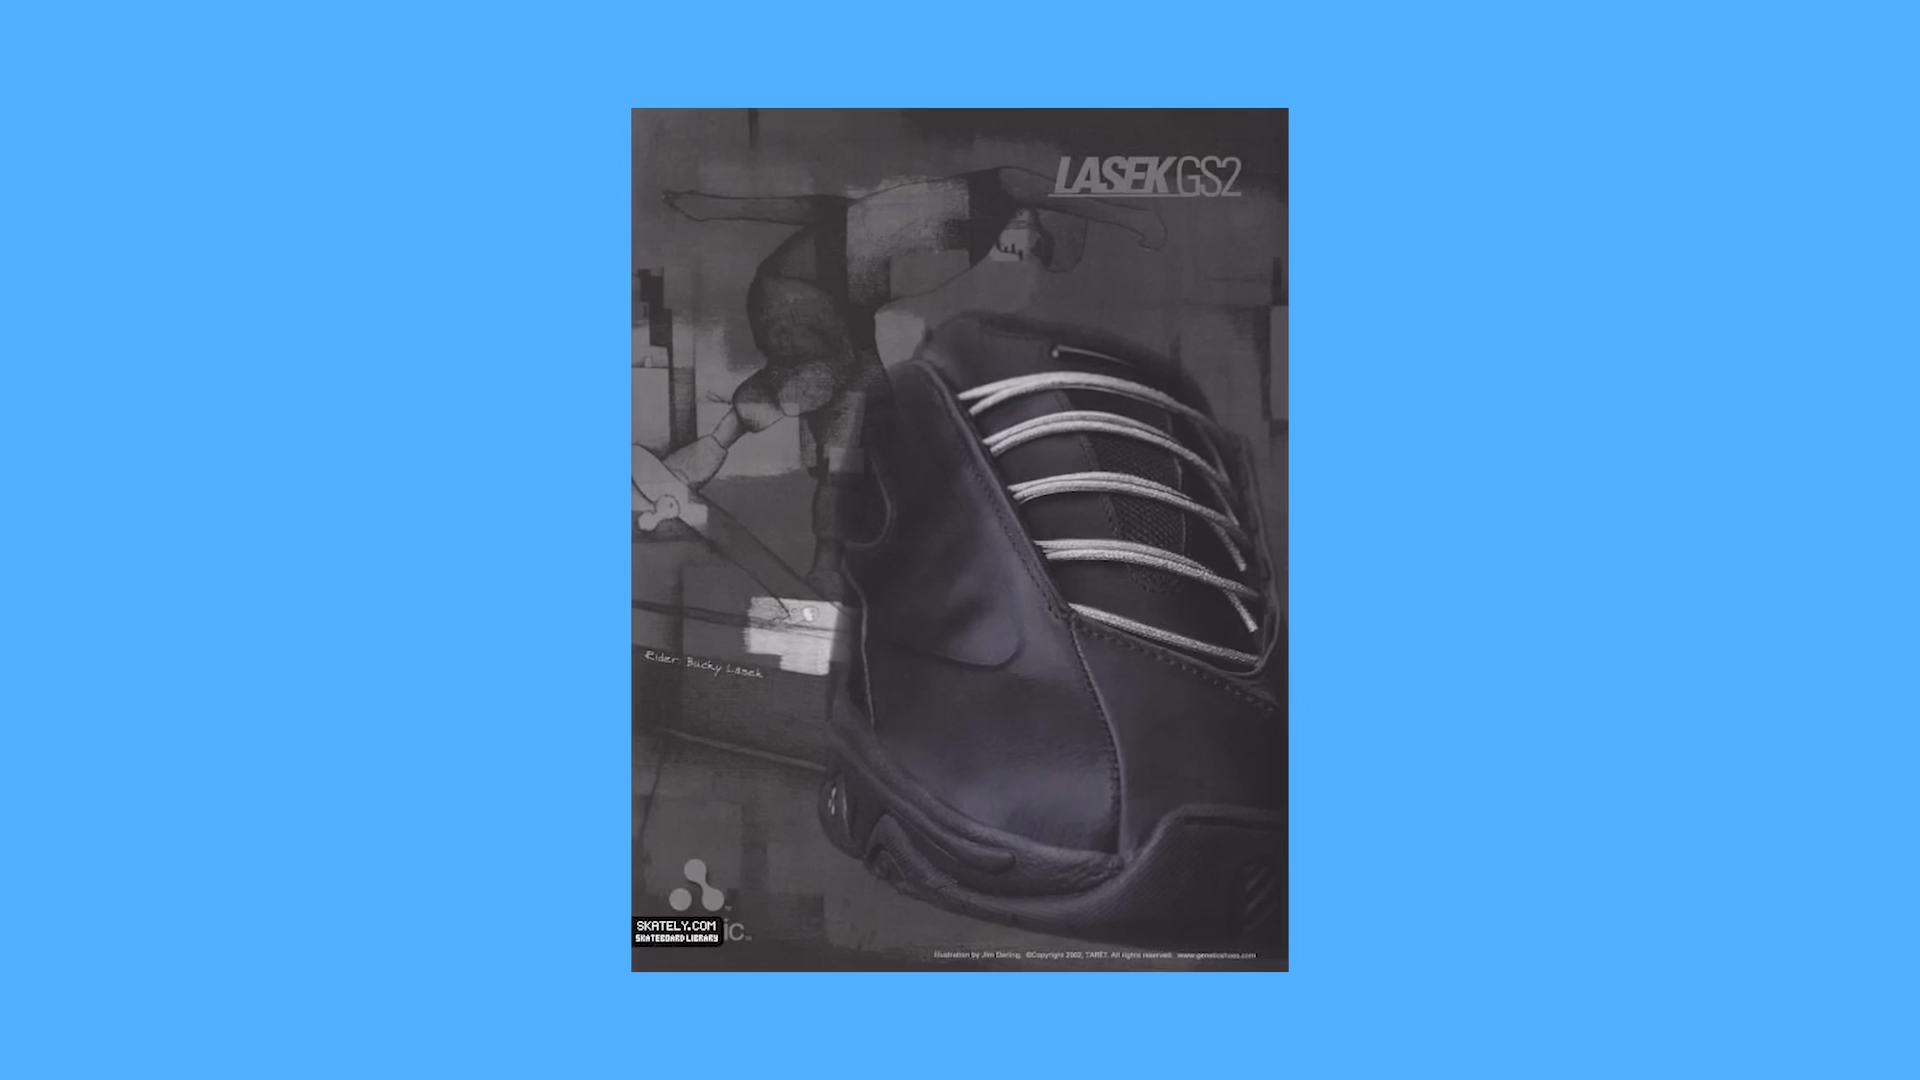 LASEK GS2
Rider: Bucky Lasek
ic™
SKATELY.COM
SKATEBOARD LIBRARY
Illustration by Jim Darling. ©Copyright 2002, TARET. All rights reserved. www.geneticshoes.com